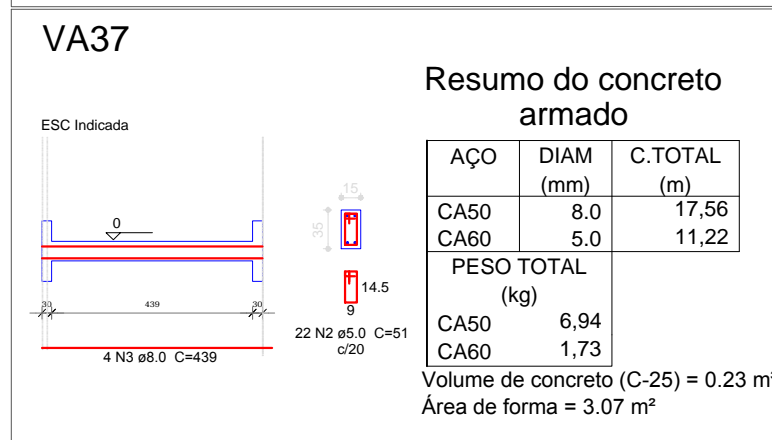 VA37
ESC Indicada
0
30
439
30
4 N3 ø8.0 C=439
15
35
14.5
9
22 N2 ø5.0 C=51
c/20
Resumo do concreto
armado
AÇO DIAM C.TOTAL
(mm) (m)
CA50 8.0 17,56
CA60 5.0 11,22
PESO TOTAL
(kg)
CA50 6,94
CA60 1,73
Volume de concreto (C-25) = 0.23 m³
Área de forma = 3.07 m²